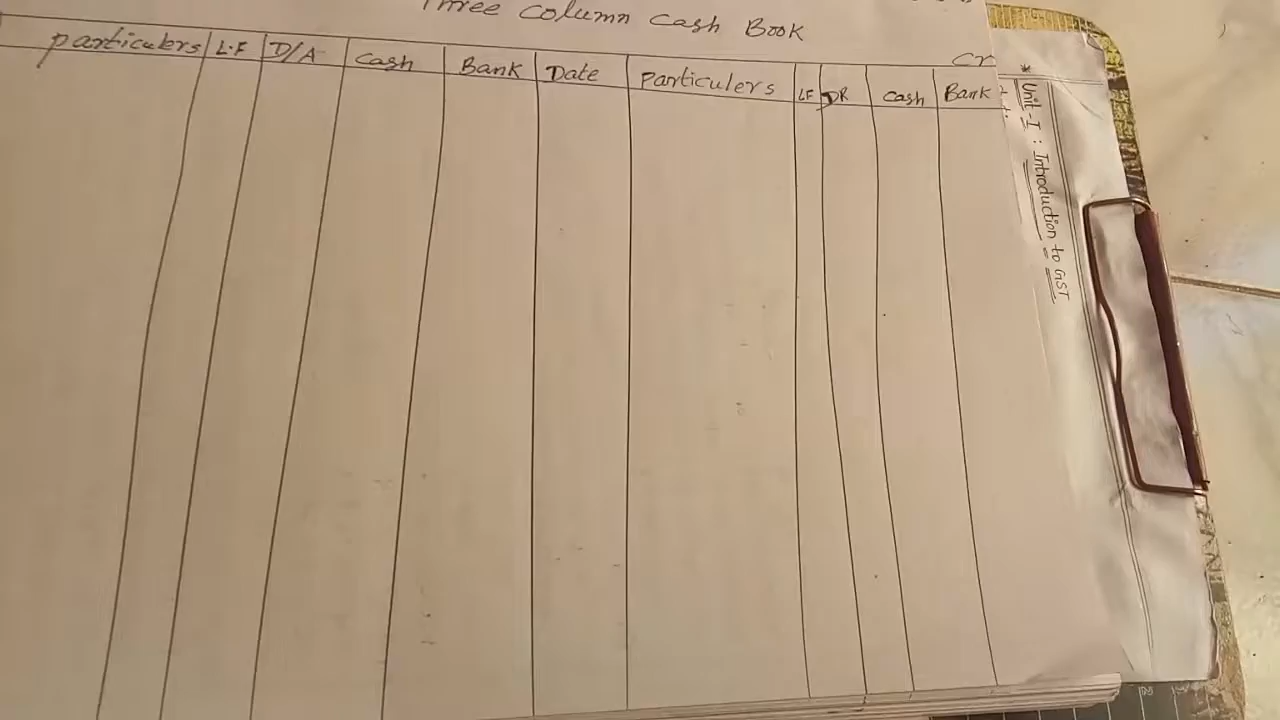 Three Column Cash Book
Cr
particulers L.F D/A Cash Bank Date Particulers LF DR Cash Bank
* Unit-I : Introduction to GST